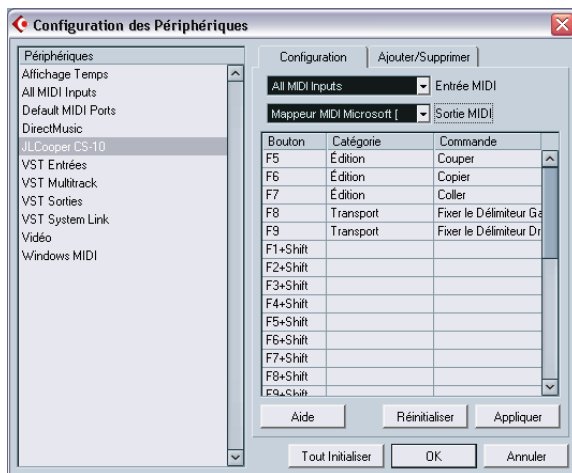 Configuration des Périphériques
Périphériques
Affichage Temps
All MIDI Inputs
Default MIDI Ports
DirectMusic
JLCooper CS-10
VST Entrées
VST Multitrack
VST Sorties
VST System Link
Vidéo
Windows MIDI
Configuration Ajouter/Supprimer
All MIDI Inputs Entrée MIDI
Mappeur MIDI Microsoft [ Sortie MIDI
Bouton Catégorie Commande
F5 Édition Couper
F6 Édition Copier
F7 Édition Coller
F8 Transport Fixer le Délimiteur Ga
F9 Transport Fixer le Délimiteur Dr
F1+Shift
F2+Shift
F3+Shift
F4+Shift
F5+Shift
F6+Shift
F7+Shift
F8+Shift
F9+Shift
Aide Réinitialiser Appliquer
Tout Initialiser OK Annuler